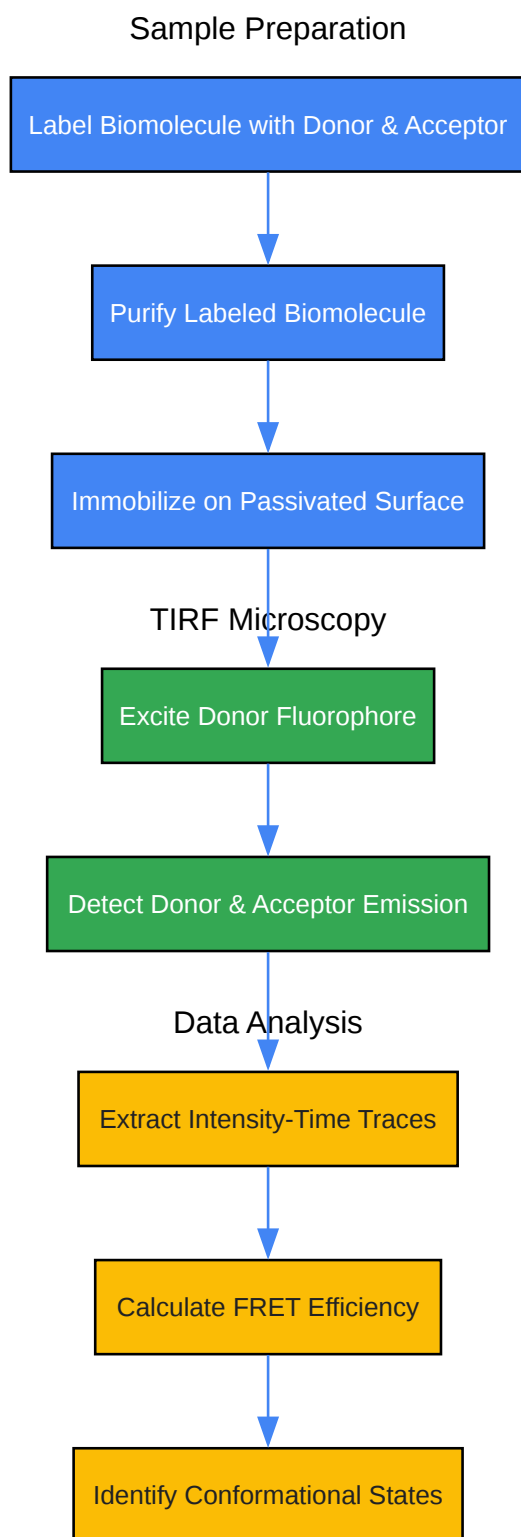 Sample Preparation
Label Biomolecule with Donor & Acceptor
Purify Labeled Biomolecule
Immobilize on Passivated Surface
TIRF Microscopy
Excite Donor Fluorophore
Detect Donor & Acceptor Emission
Data Analysis
Extract Intensity-Time Traces
Calculate FRET Efficiency
Identify Conformational States